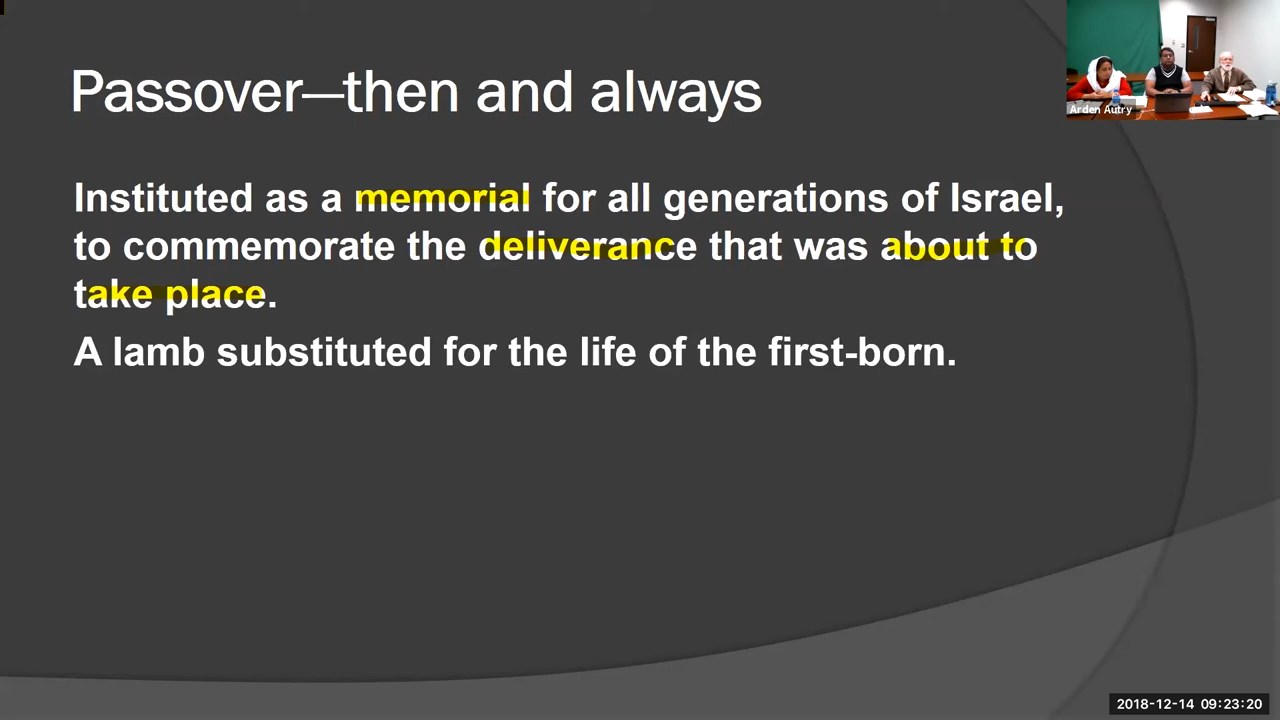 Passover—then and always
Arden Autry
Instituted as a memorial for all generations of Israel,
to commemorate the deliverance that was about to
take place.
A lamb substituted for the life of the first-born.
2018-12-14 09:23:20